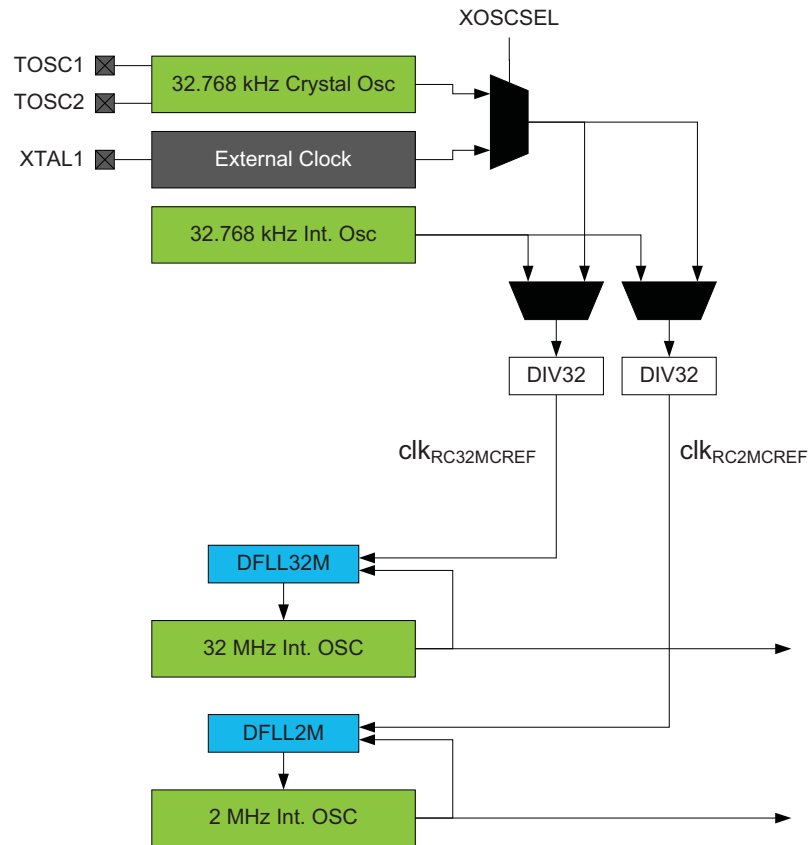 XOSCSEL
TOSC1
32.768 kHz Crystal Osc
TOSC2
XTAL1
External Clock
32.768 kHz Int. Osc
DIV32
DIV32
clkRC32MCREF
clkRC2MCREF
DFLL32M
32 MHz Int. OSC
DFLL2M
2 MHz Int. OSC